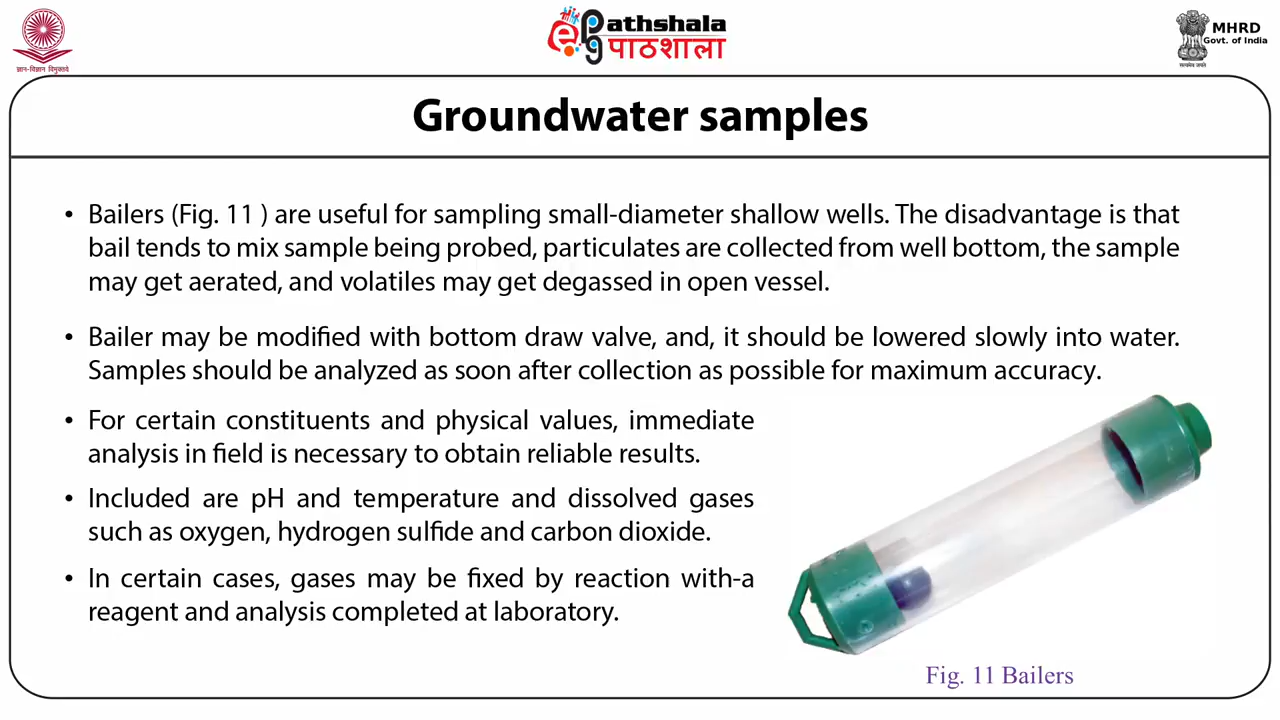 ज्ञान-विज्ञान विमुक्तये
epg Pathshala
पाठशाला
MHRD
Govt. of India
सत्यमेव जयते
Groundwater samples
• Bailers (Fig. 11 ) are useful for sampling small-diameter shallow wells. The disadvantage is that
bail tends to mix sample being probed, particulates are collected from well bottom, the sample
may get aerated, and volatiles may get degassed in open vessel.
• Bailer may be modified with bottom draw valve, and, it should be lowered slowly into water.
Samples should be analyzed as soon after collection as possible for maximum accuracy.
• For certain constituents and physical values, immediate
analysis in field is necessary to obtain reliable results.
• Included are pH and temperature and dissolved gases
such as oxygen, hydrogen sulfide and carbon dioxide.
• In certain cases, gases may be fixed by reaction with-a
reagent and analysis completed at laboratory.
Fig. 11 Bailers